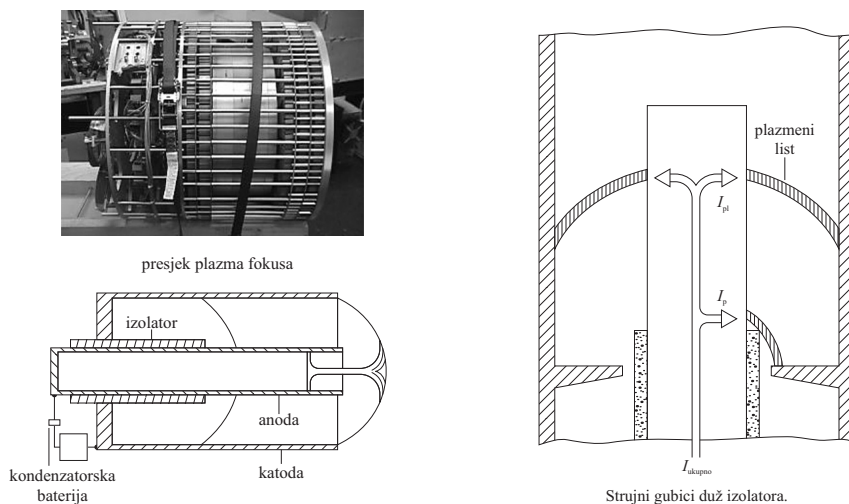 presjek plazma fokusa
izolator
anoda
katoda
kondenzatorska
baterija
plazmeni
list
I_pl
I_p
I_ukupno
Strujni gubici duž izolatora.